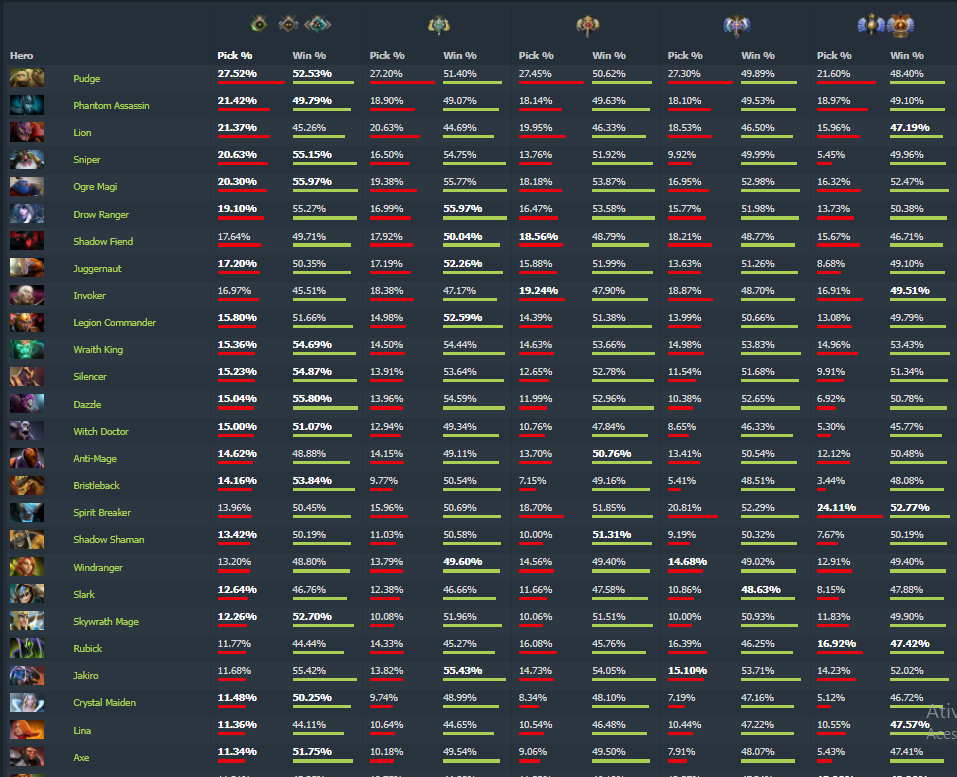 Hero Pick % Win % Pick % Win % Pick % Win % Pick % Win % Pick % Win %
Pudge 27.52% 52.53% 27.20% 51.40% 27.45% 50.62% 27.30% 49.89% 21.60% 48.40%
Phantom Assassin 21.42% 49.79% 18.90% 49.07% 18.14% 49.63% 18.10% 49.53% 18.97% 49.10%
Lion 21.37% 45.26% 20.63% 44.69% 19.95% 46.33% 18.53% 46.50% 15.96% 47.19%
Sniper 20.63% 55.15% 16.50% 54.75% 13.76% 51.92% 9.92% 49.99% 5.45% 49.96%
Ogre Magi 20.30% 55.97% 19.38% 55.77% 18.18% 53.87% 16.95% 52.98% 16.32% 52.47%
Drow Ranger 19.10% 55.27% 16.99% 55.97% 16.47% 53.58% 15.77% 51.98% 13.73% 50.38%
Shadow Fiend 17.64% 49.71% 17.92% 50.04% 18.56% 48.79% 18.21% 48.77% 15.67% 46.71%
Juggernaut 17.20% 50.35% 17.19% 52.26% 15.88% 51.99% 13.63% 51.26% 8.68% 49.10%
Invoker 16.97% 45.51% 18.38% 47.17% 19.24% 47.90% 18.87% 48.70% 16.91% 49.51%
Legion Commander 15.80% 51.66% 14.98% 52.59% 14.39% 51.38% 13.99% 50.66% 13.08% 49.79%
Wraith King 15.36% 54.69% 14.50% 54.44% 14.63% 53.66% 14.98% 53.83% 14.96% 53.43%
Silencer 15.23% 54.87% 13.91% 53.64% 12.65% 52.78% 11.54% 51.68% 9.91% 51.34%
Dazzle 15.04% 55.80% 13.96% 54.59% 11.99% 52.96% 10.38% 52.65% 6.92% 50.78%
Witch Doctor 15.00% 51.07% 12.94% 49.34% 10.76% 47.84% 8.65% 46.33% 5.30% 45.77%
Anti-Mage 14.62% 48.88% 14.15% 49.11% 13.70% 50.76% 13.41% 50.54% 12.12% 50.48%
Bristleback 14.16% 53.84% 9.77% 50.54% 7.15% 49.16% 5.41% 48.51% 3.44% 48.08%
Spirit Breaker 13.96% 50.45% 15.96% 50.69% 18.70% 51.85% 20.81% 52.29% 24.11% 52.77%
Shadow Shaman 13.42% 50.19% 11.03% 50.58% 10.00% 51.31% 9.19% 50.32% 7.67% 50.19%
Windranger 13.20% 48.80% 13.79% 49.60% 14.56% 49.40% 14.68% 49.02% 12.91% 49.40%
Slark 12.64% 46.76% 12.38% 46.66% 11.66% 47.58% 10.86% 48.63% 8.15% 47.88%
Skywrath Mage 12.26% 52.70% 10.08% 51.96% 10.06% 51.51% 10.00% 50.93% 11.83% 49.90%
Rubick 11.77% 44.44% 14.33% 45.27% 16.08% 45.76% 16.39% 46.25% 16.92% 47.42%
Jakiro 11.68% 55.42% 13.82% 55.43% 14.73% 54.05% 15.10% 53.71% 14.23% 52.02%
Crystal Maiden 11.48% 50.25% 9.74% 48.99% 8.34% 48.10% 7.19% 47.16% 5.12% 46.72%
Lina 11.36% 44.11% 10.64% 44.65% 10.54% 46.48% 10.44% 47.22% 10.55% 47.57%
Axe 11.34% 51.75% 10.18% 49.54% 9.06% 49.50% 7.91% 48.07% 5.43% 47.41%